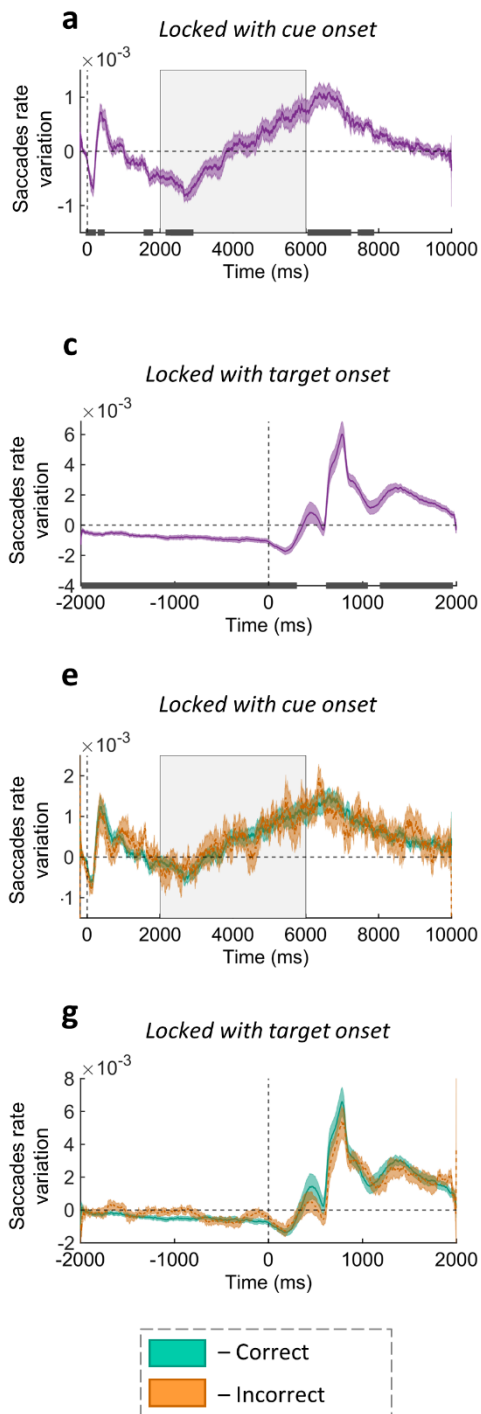 a
Locked with cue onset
×10-3
Saccades rate
variation
1
0
-1
0 2000 4000 6000 8000 10000
Time (ms)
c
Locked with target onset
×10-3
Saccades rate
variation
6
4
2
0
-2
-4
-2000 -1000 0 1000 2000
Time (ms)
e
Locked with cue onset
×10-3
Saccades rate
variation
2
1
0
-1
0 2000 4000 6000 8000 10000
Time (ms)
g
Locked with target onset
×10-3
Saccades rate
variation
8
6
4
2
0
-2
-2000 -1000 0 1000 2000
Time (ms)
– Correct
– Incorrect